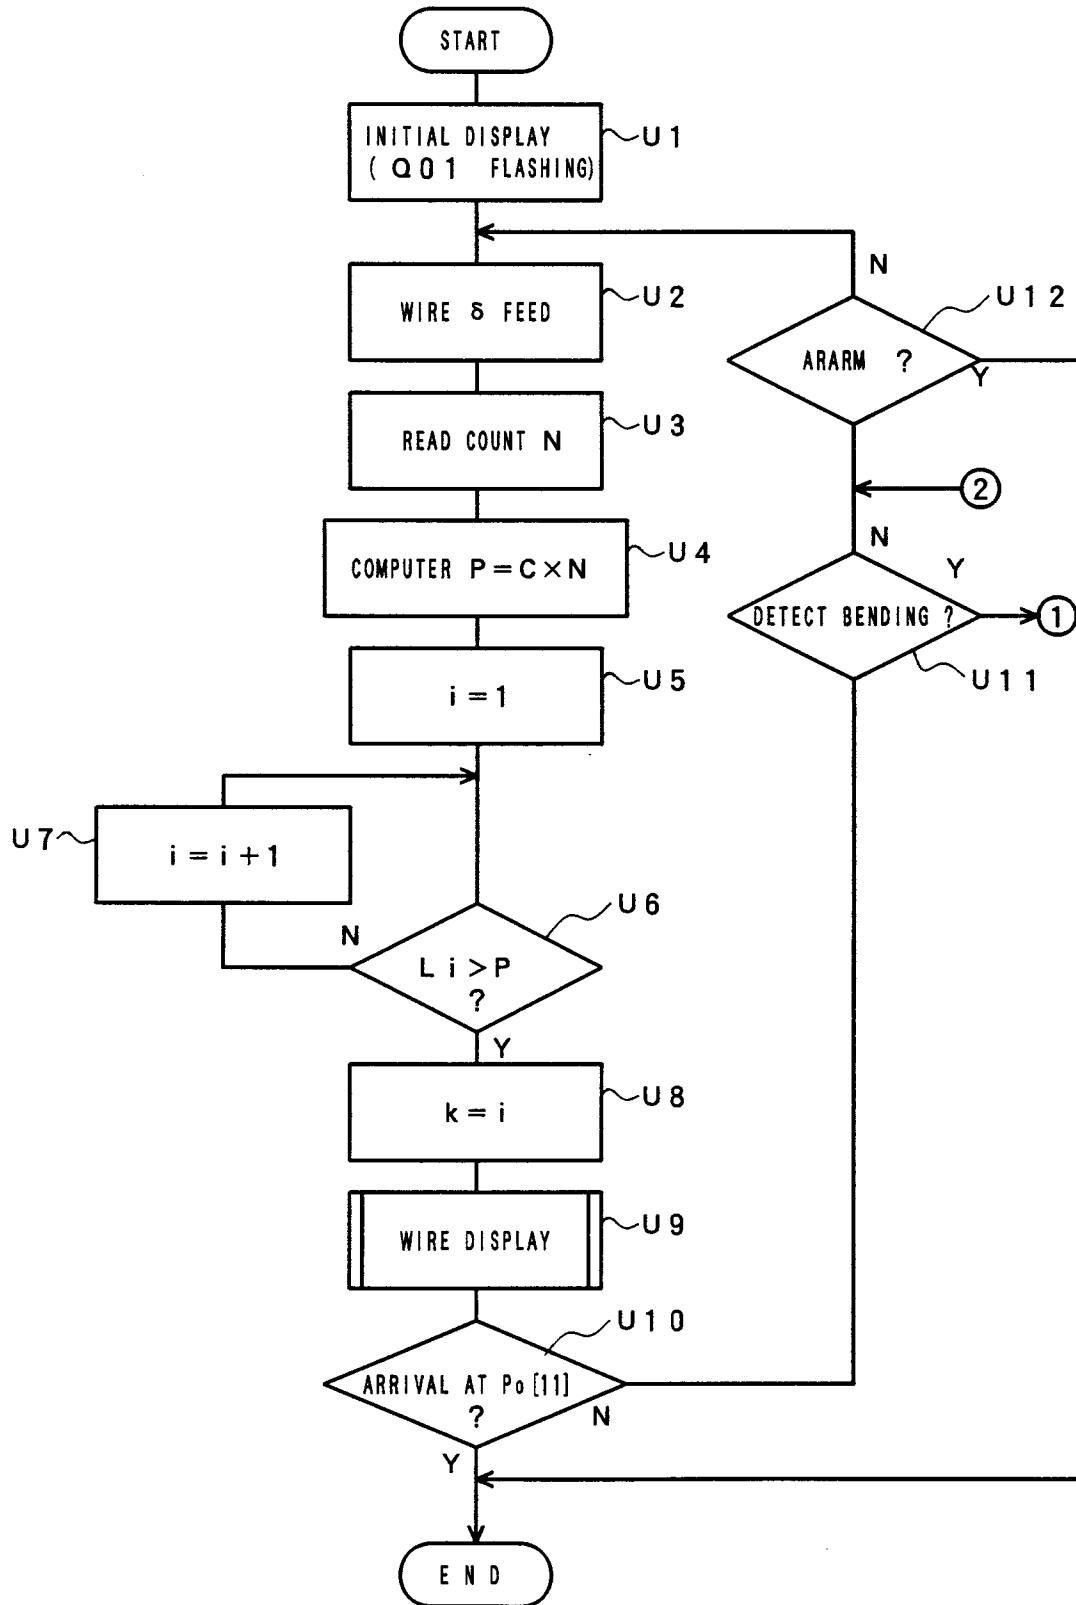 START
INITIAL DISPLAY
( Q01 FLASHING)
U1
N
WIRE δ FEED
U2
U12
ARARM ?
Y
READ COUNT N
U3
2
N
COMPUTER P=C×N
U4
Y
DETECT BENDING ?
1
U11
i=1
U5
U7
i=i+1
U6
N
Li>P
?
Y
k=i
U8
WIRE DISPLAY
U9
U10
ARRIVAL AT Po[11]
?
N
Y
END